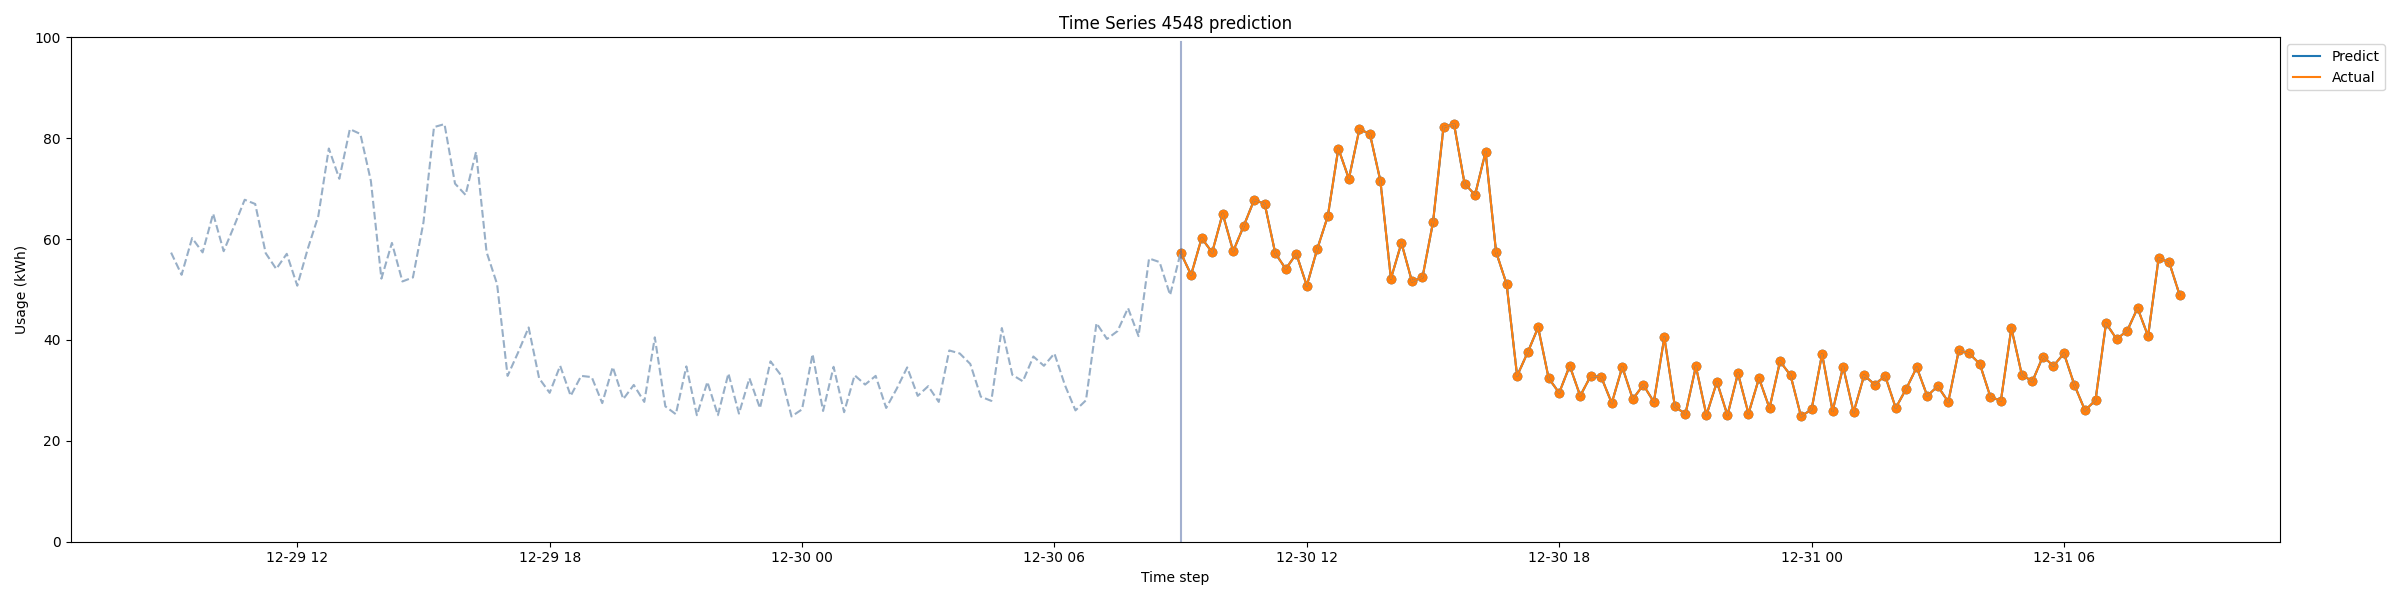 Time Series 4548 prediction
100
80
60
40
20
0
Usage (kWh)
12-29 12
12-29 18
12-30 00
12-30 06
12-30 12
12-30 18
12-31 00
12-31 06
Time step
Predict
Actual